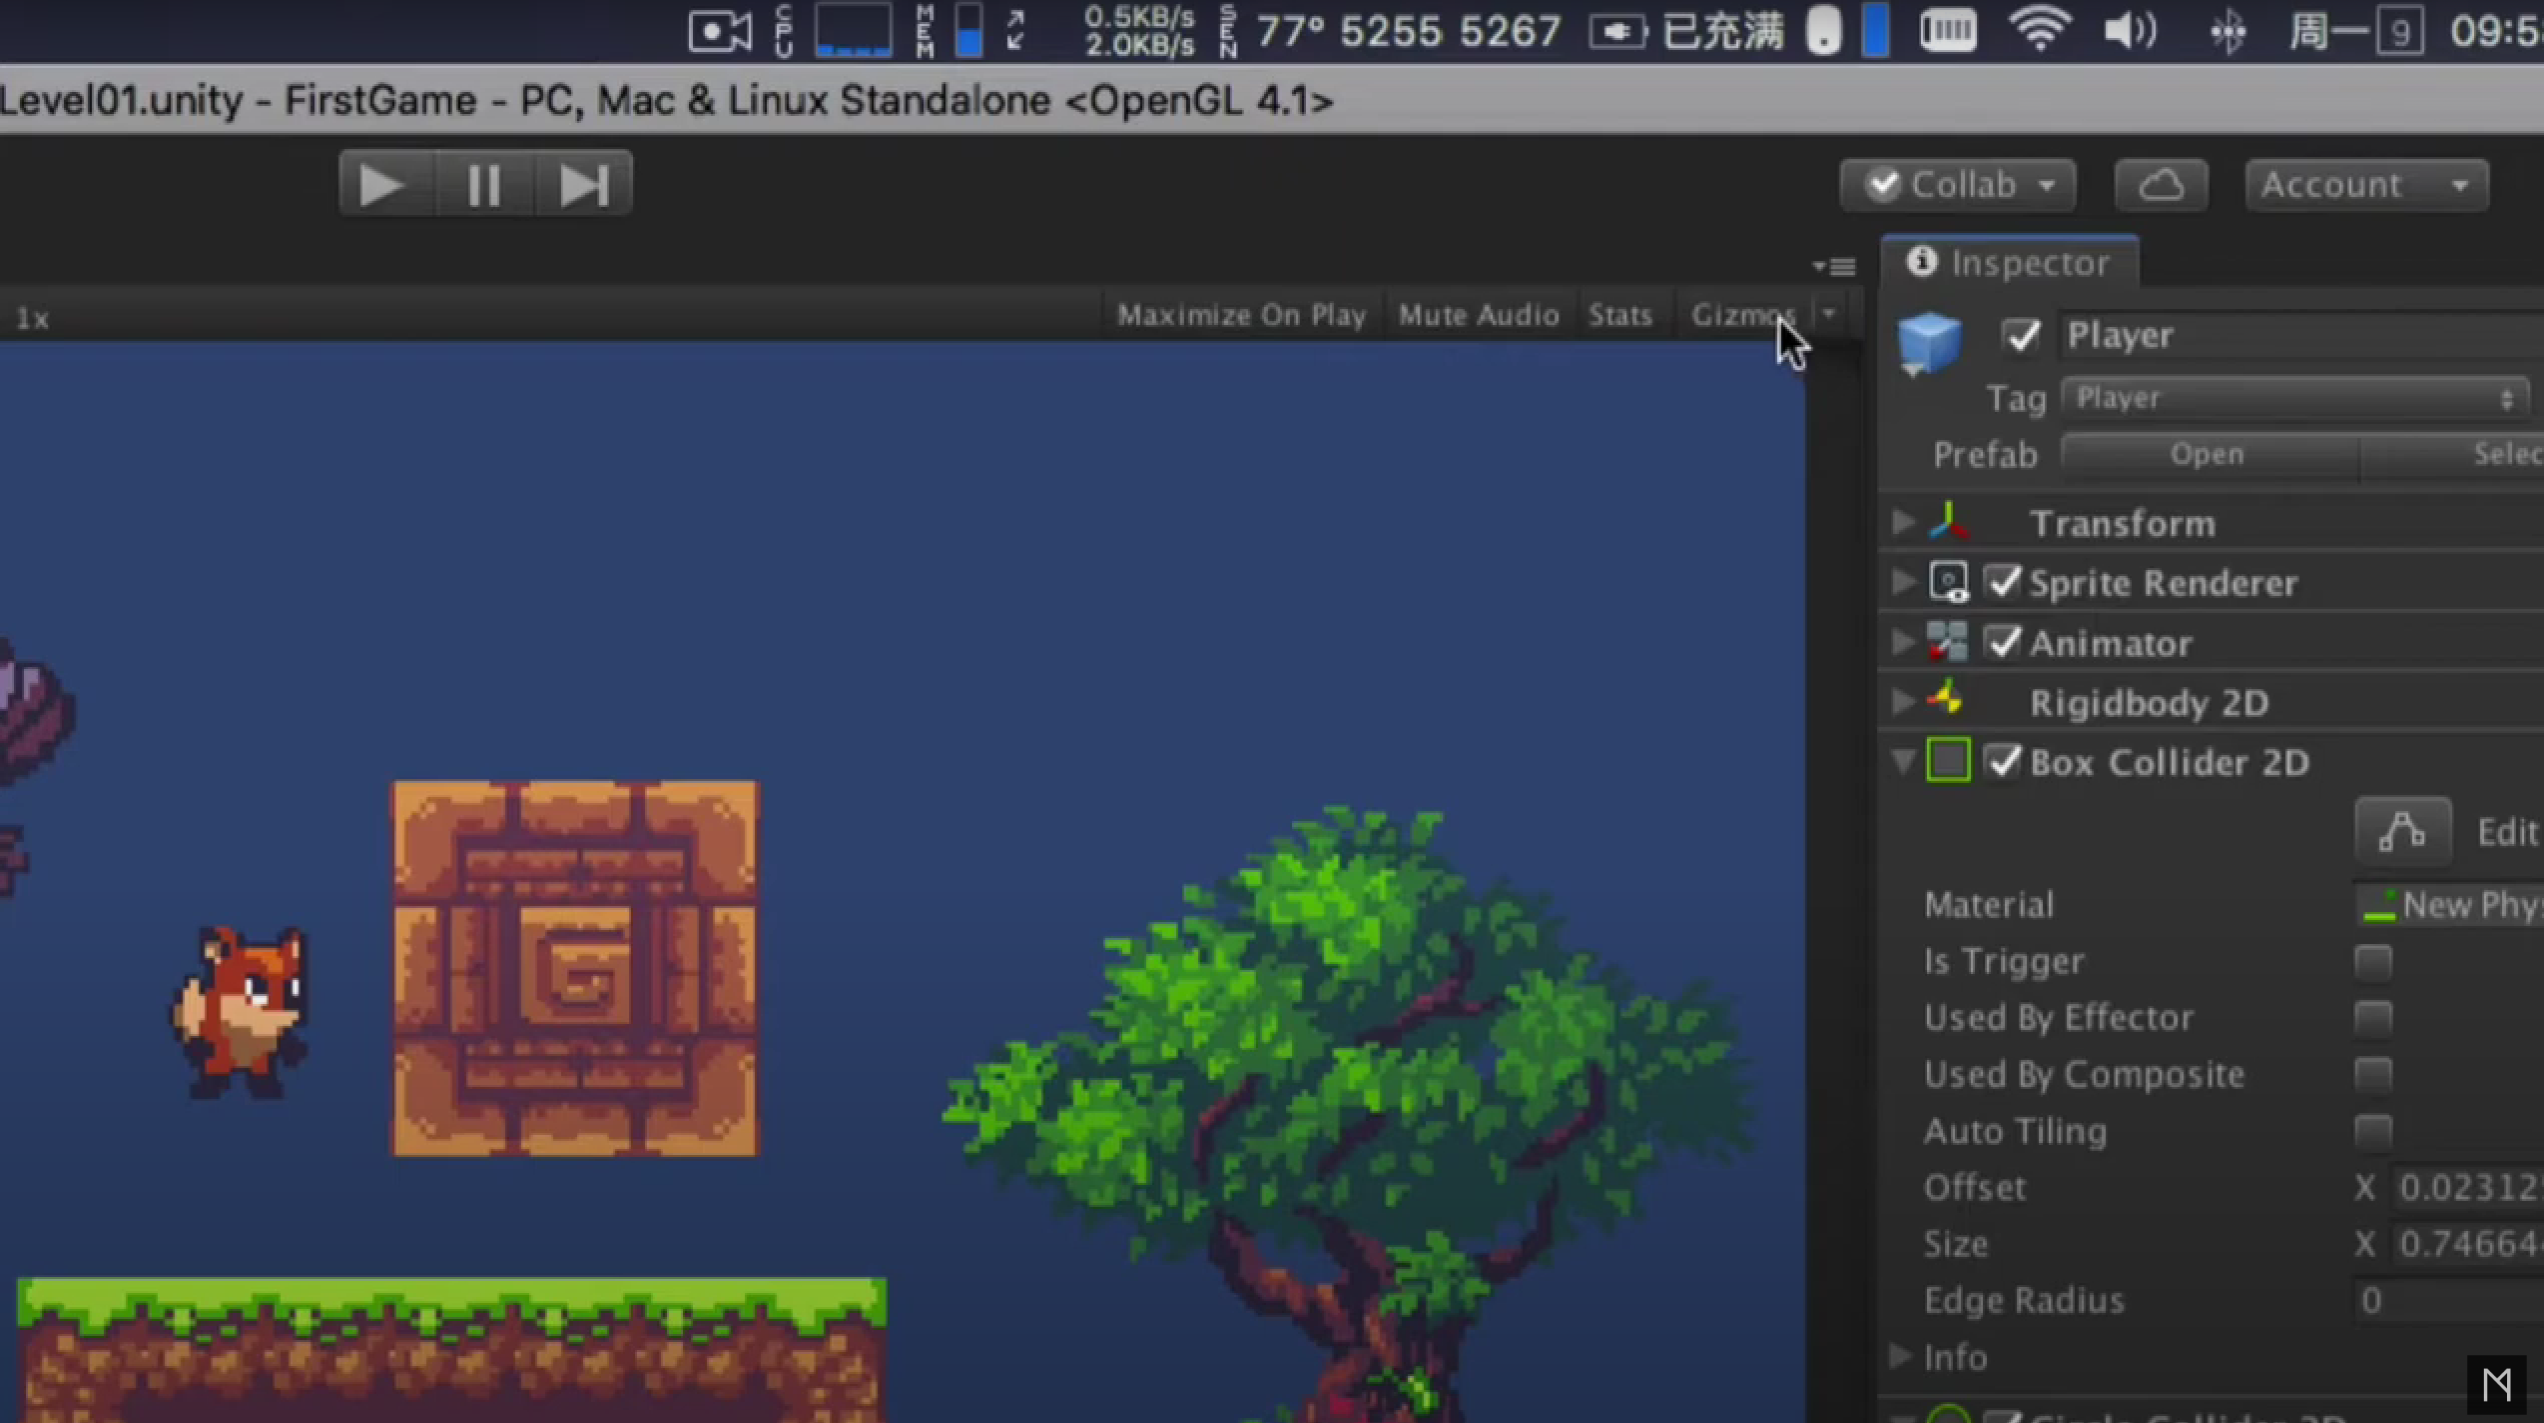 CPU MEM 0.5KB/s 2.0KB/s SEN 77° 5255 5267 已充满 周一 9 09:5
Level01.unity - FirstGame - PC, Mac & Linux Standalone <OpenGL 4.1>
Collab Account
Inspector
1x Maximize On Play Mute Audio Stats Gizmos
Player
Tag Player
Prefab Open Selec
Transform
Sprite Renderer
Animator
Rigidbody 2D
Box Collider 2D
Edit
Material New Phys
Is Trigger
Used By Effector
Used By Composite
Auto Tiling
Offset X 0.02312
Size X 0.74664
Edge Radius 0
Info